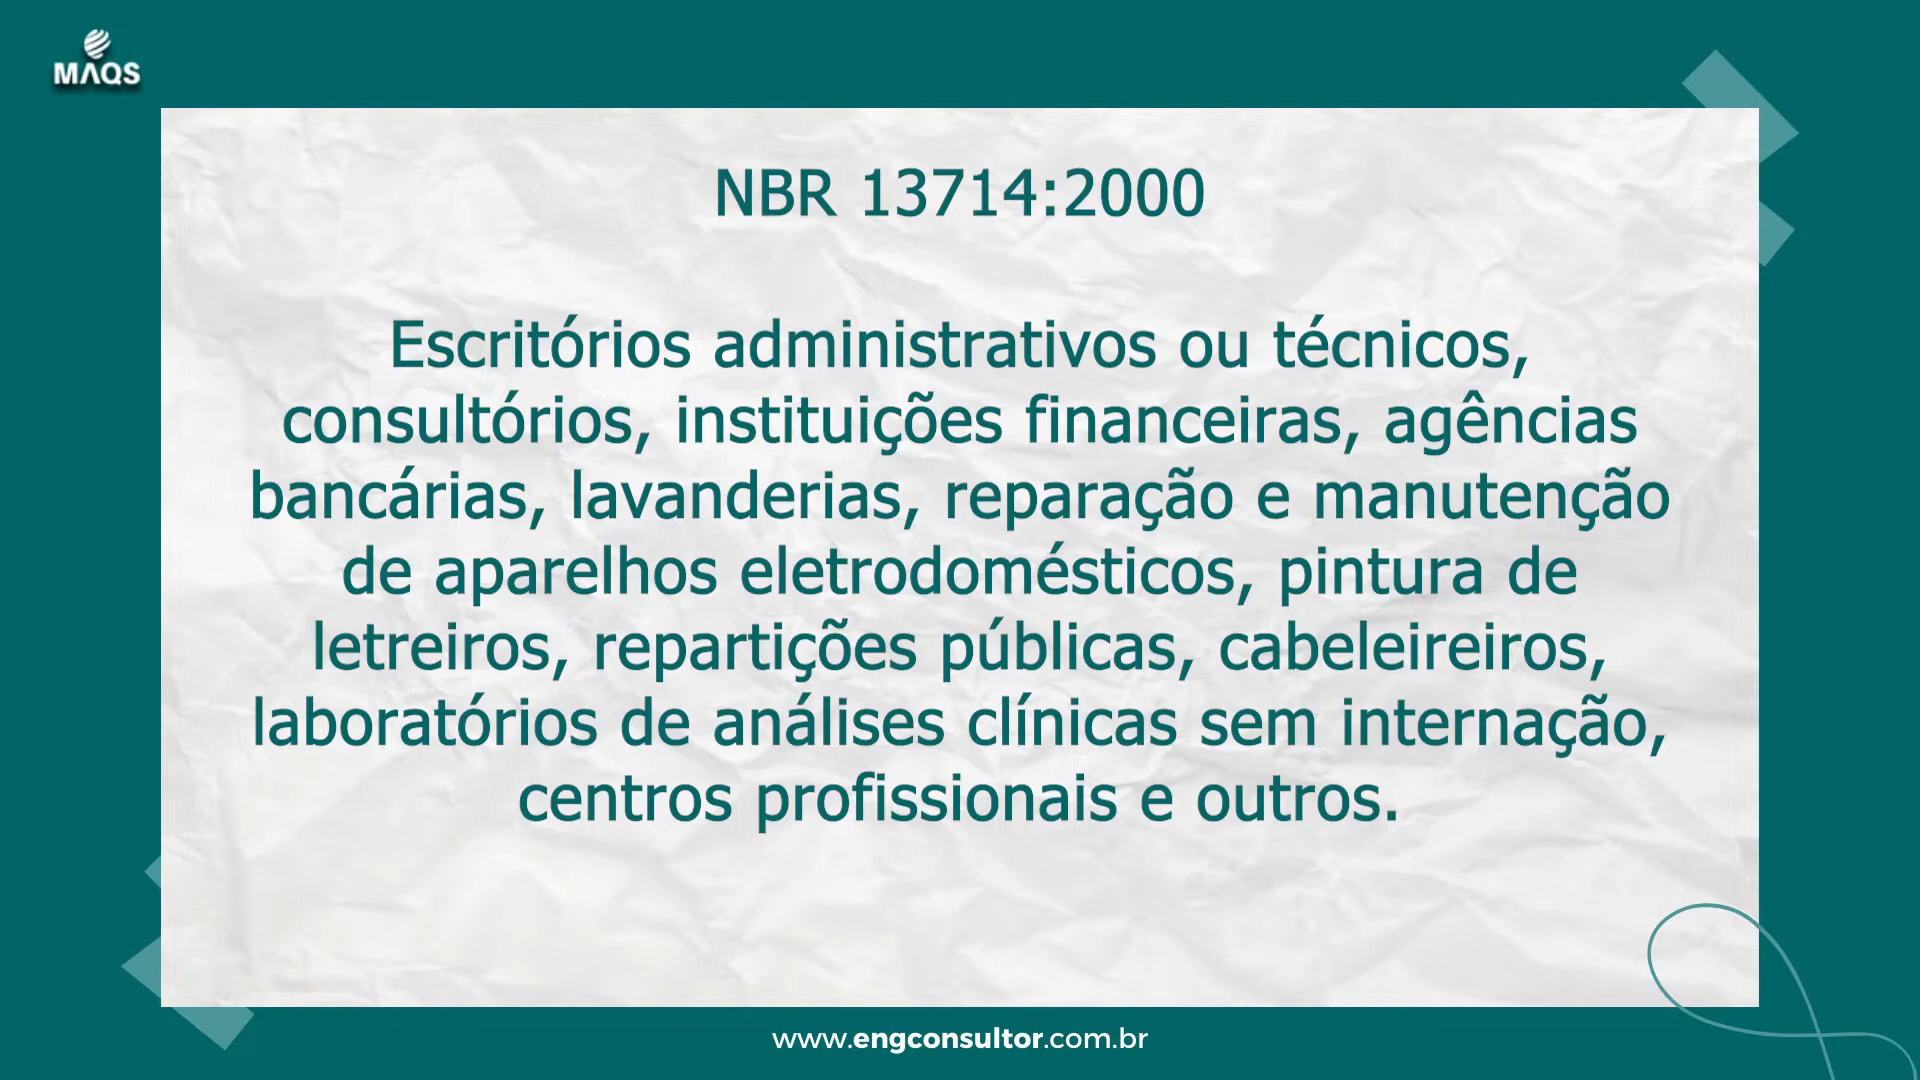 MAQS
NBR 13714:2000
Escritórios administrativos ou técnicos,
consultórios, instituições financeiras, agências
bancárias, lavanderias, reparação e manutenção
de aparelhos eletrodomésticos, pintura de
letreiros, repartições públicas, cabeleireiros,
laboratórios de análises clínicas sem internação,
centros profissionais e outros.
www.engconsultor.com.br